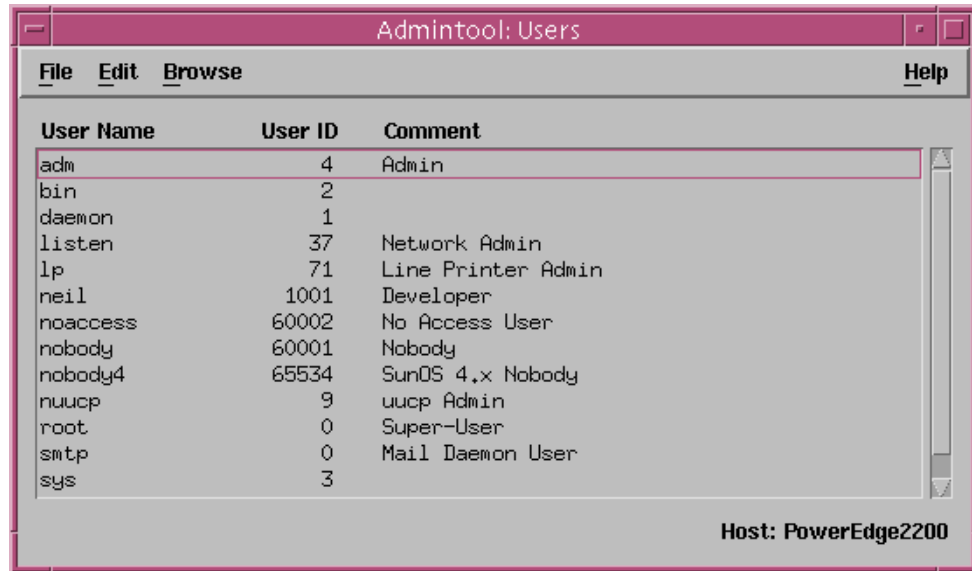 Admintool: Users
File Edit Browse Help
User Name User ID Comment
adm 4 Admin
bin 2
daemon 1
listen 37 Network Admin
lp 71 Line Printer Admin
neil 1001 Developer
noaccess 60002 No Access User
nobody 60001 Nobody
nobody4 65534 SunOS 4.x Nobody
nuucp 9 uucp Admin
root 0 Super-User
smtp 0 Mail Daemon User
sys 3
Host: PowerEdge2200